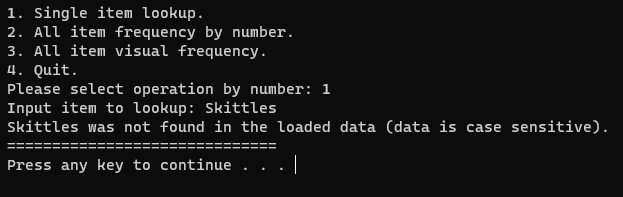 1. Single item lookup.
2. All item frequency by number.
3. All item visual frequency.
4. Quit.
Please select operation by number: 1
Input item to lookup: Skittles
Skittles was not found in the loaded data (data is case sensitive).
==============================
Press any key to continue . . .